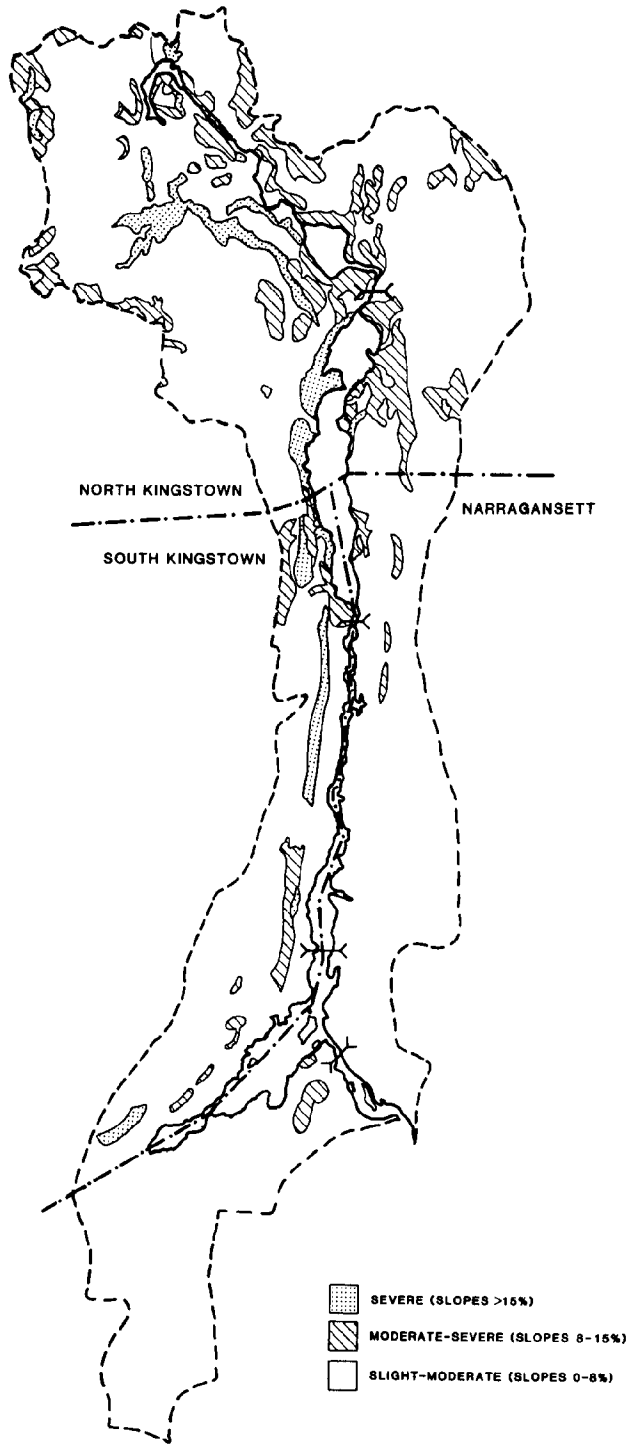 NORTH KINGSTOWN
NARRAGANSETT
SOUTH KINGSTOWN
SEVERE (SLOPES >15%)
MODERATE-SEVERE (SLOPES 8-15%)
SLIGHT-MODERATE (SLOPES 0-8%)